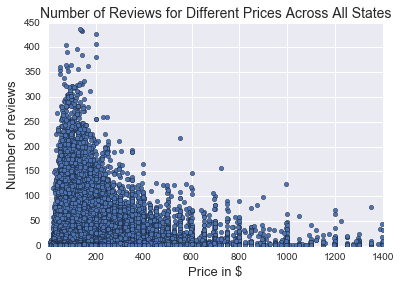 Number of Reviews for Different Prices Across All States
450
400
350
300
250
200
150
100
50
0
Number of reviews
0 200 400 600 800 1000 1200 1400
Price in $